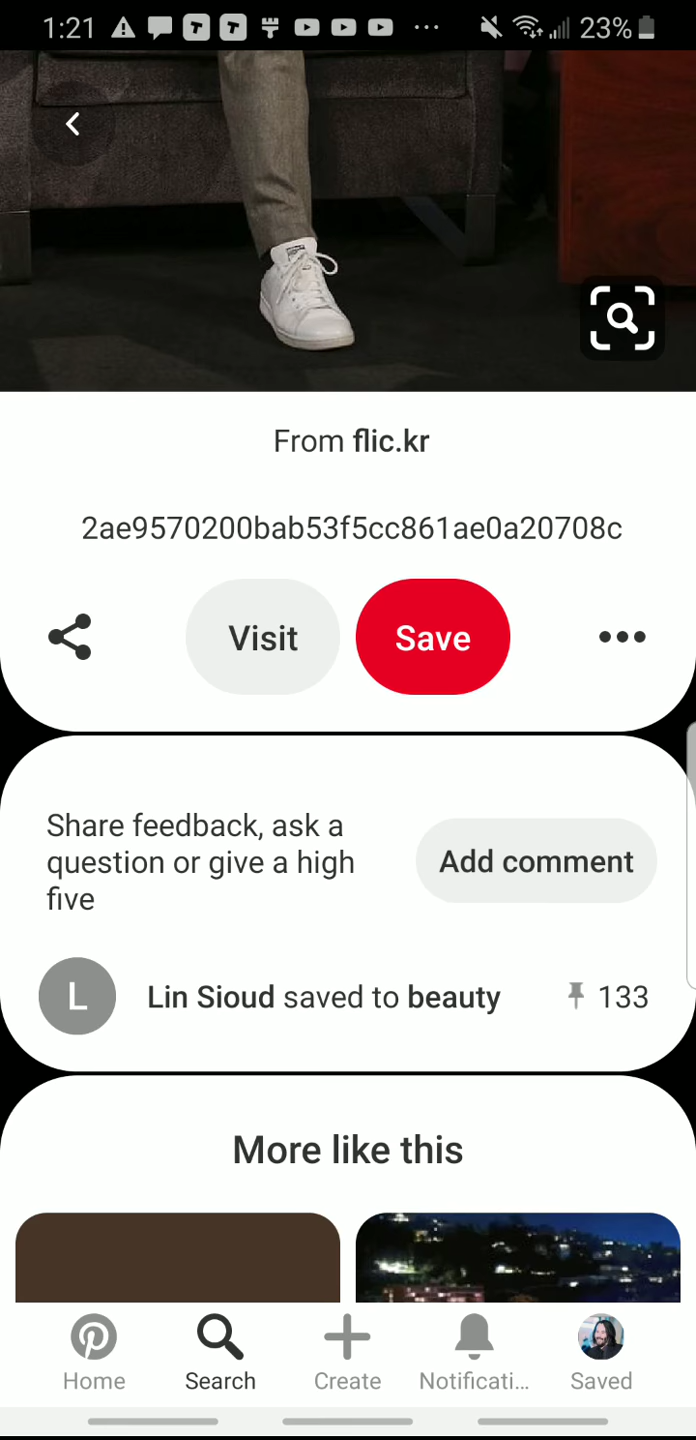 1:21
23%
From flic.kr
2ae9570200bab53f5cc861ae0a20708c
Visit
Save
Share feedback, ask a
question or give a high
five
Add comment
L
Lin Sioud saved to beauty
133
More like this
Home
Search
Create
Notificati...
Saved